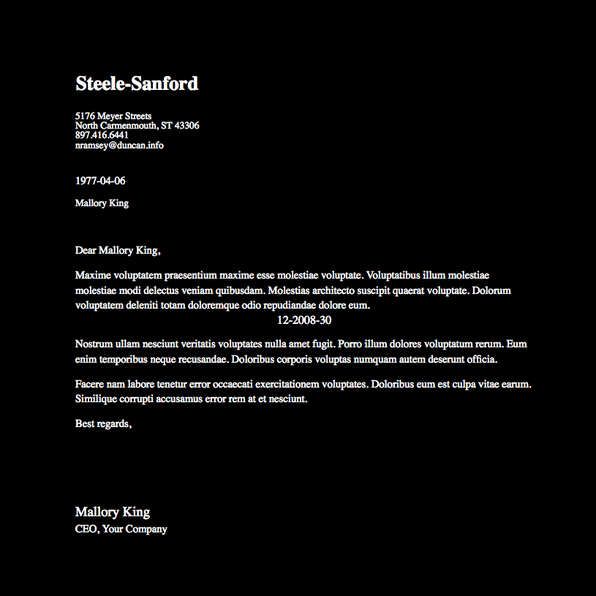 Steele-Sanford
5176 Meyer Streets
North Carmenmouth, ST 43306
897.416.6441
nramsey@duncan.info
1977-04-06
Mallory King
Dear Mallory King,
Maxime voluptatem praesentium maxime esse molestiae voluptate. Voluptatibus illum molestiae
molestiae modi delectus veniam quibusdam. Molestias architecto suscipit quaerat voluptate. Dolorum
voluptatem deleniti totam doloremque odio repudiandae dolore eum.
12-2008-30
Nostrum ullam nesciunt veritatis voluptates nulla amet fugit. Porro illum dolores voluptatum rerum. Eum
enim temporibus neque recusandae. Doloribus corporis voluptas numquam autem deserunt officia.
Facere nam labore tenetur error occaecati exercitationem voluptates. Doloribus eum est culpa vitae earum.
Similique corrupti accusamus error rem at et nesciunt.
Best regards,
Mallory King
CEO, Your Company